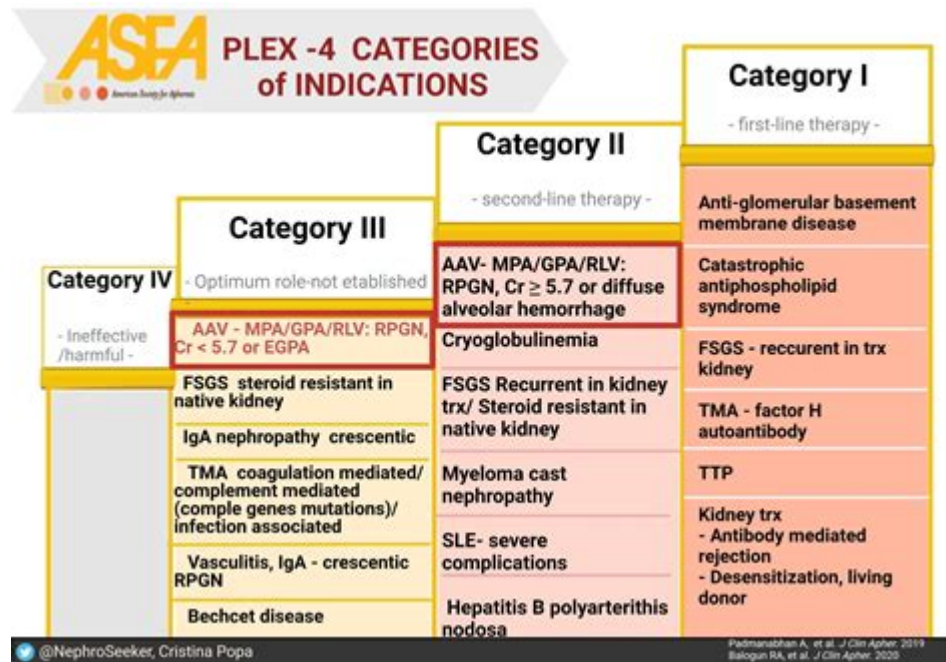 ASFA
American Society for Apheresis
PLEX -4 CATEGORIES
of INDICATIONS
Category I
- first-line therapy -
Anti-glomerular basement
membrane disease
Catastrophic
antiphospholipid
syndrome
FSGS - reccurent in trx
kidney
TMA - factor H
autoantibody
TTP
Kidney trx
- Antibody mediated
rejection
- Desensitization, living
donor
Category II
- second-line therapy -
AAV- MPA/GPA/RLV:
RPGN, Cr ≥ 5.7 or diffuse
alveolar hemorrhage
Cryoglobulinemia
FSGS Recurrent in kidney
trx/ Steroid resistant in
native kidney
Myeloma cast
nephropathy
SLE- severe
complications
Hepatitis B polyarterithis
nodosa
Category III
- Optimum role-not etablished
-
AAV - MPA/GPA/RLV: RPGN,
Cr < 5.7 or EGPA
FSGS steroid resistant in
native kidney
IgA nephropathy crescentic
TMA coagulation mediated/
complement mediated
(comple genes mutations)/
infection associated
Vasculitis, IgA - crescentic
RPGN
Bechcet disease
Category IV
- Ineffective
/harmful -
@NephroSeeker, Cristina Popa
Padmanabhan A, et al. J Clin Apher. 2019
Balogun RA, et al. J Clin Apher. 2020